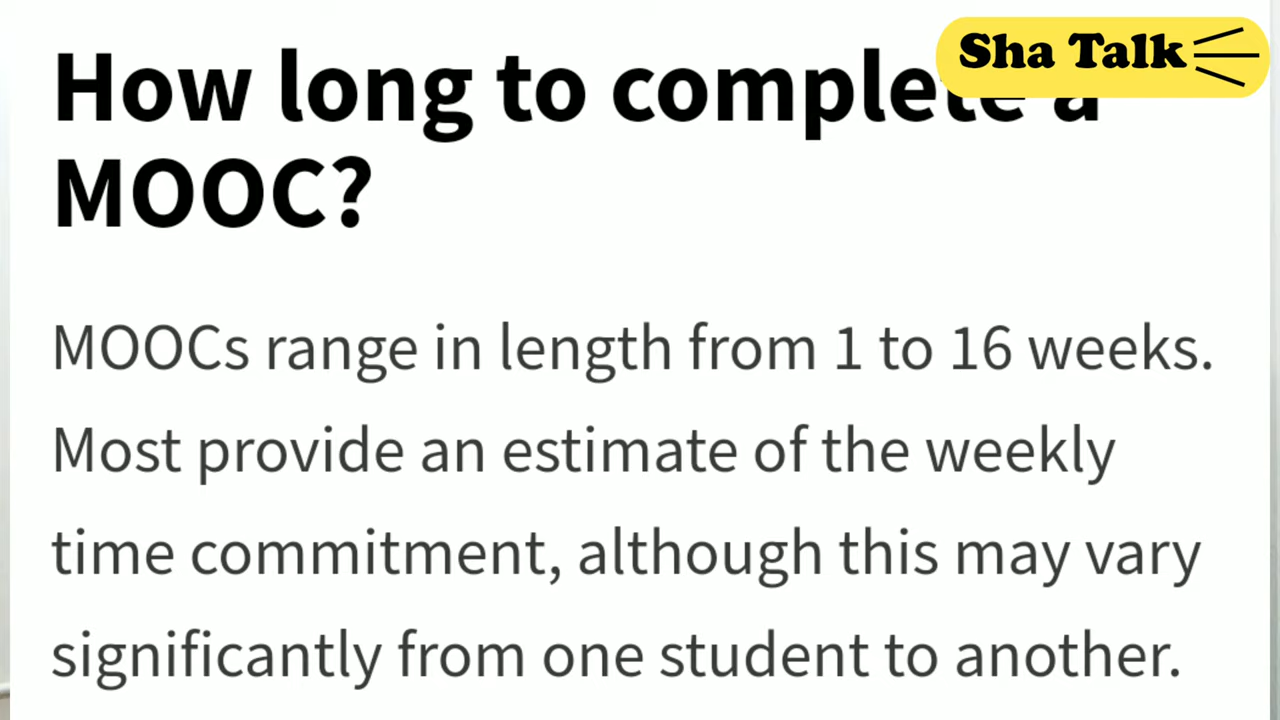 Sha Talk
How long to complete a
MOOC?
MOOCs range in length from 1 to 16 weeks.
Most provide an estimate of the weekly
time commitment, although this may vary
significantly from one student to another.